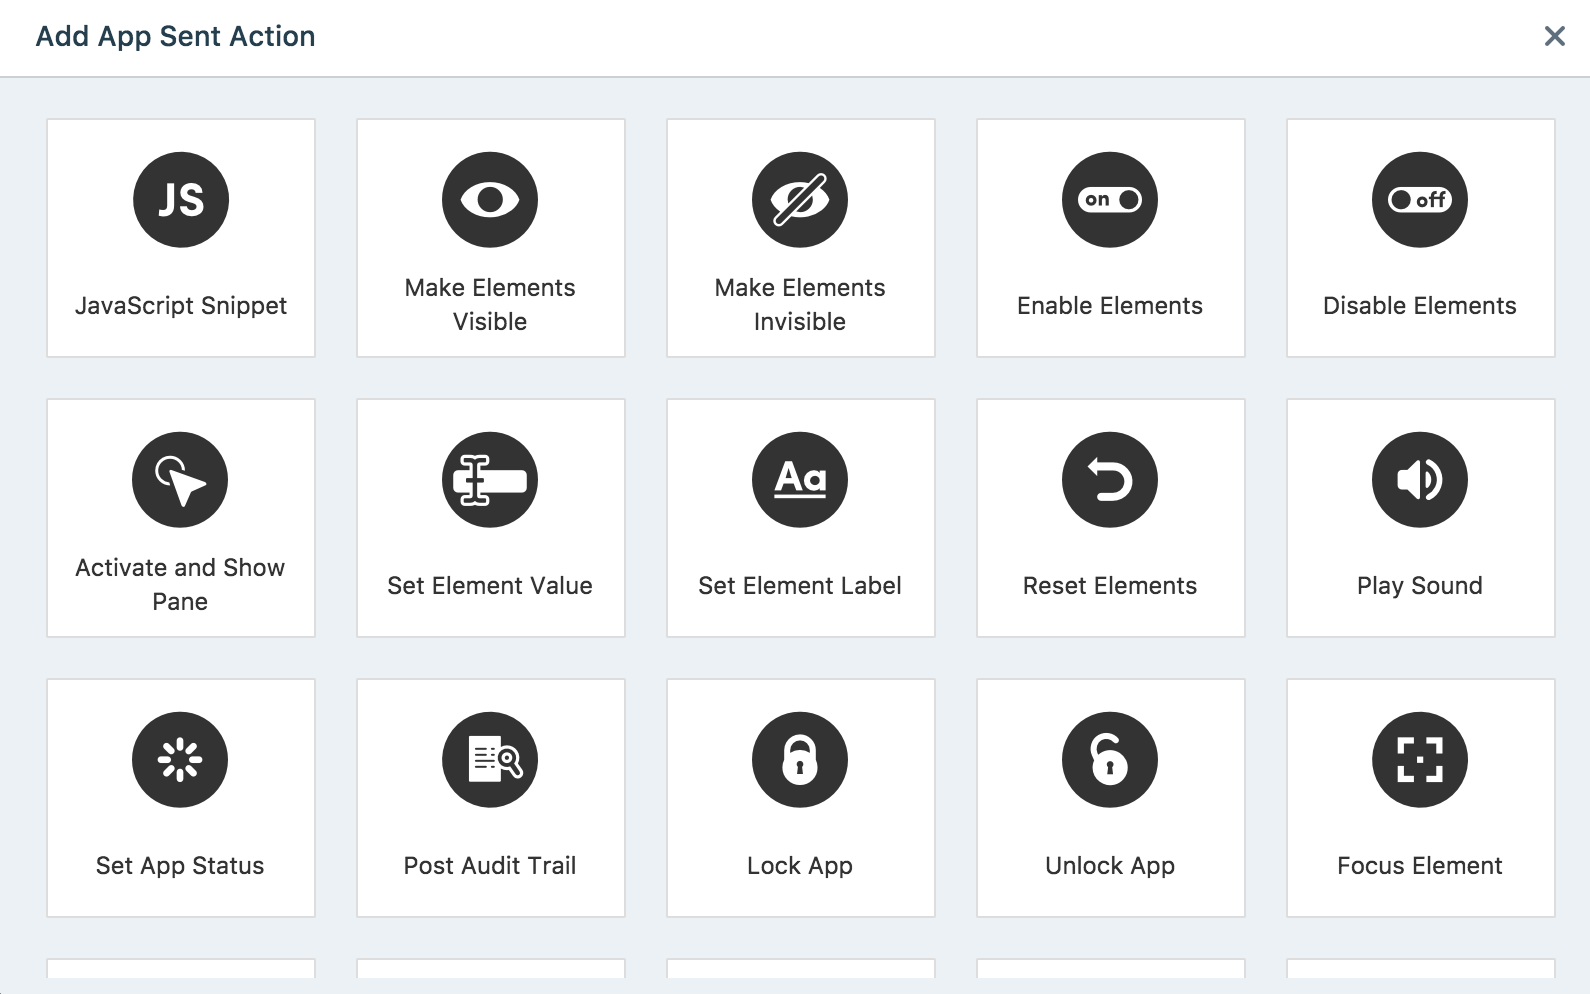 Add App Sent Action
JS
on
off
JavaScript Snippet
Make Elements
Visible
Make Elements
Invisible
Enable Elements
Disable Elements
Aa
Activate and Show
Pane
Set Element Value
Set Element Label
Reset Elements
Play Sound
Set App Status
Post Audit Trail
Lock App
Unlock App
Focus Element